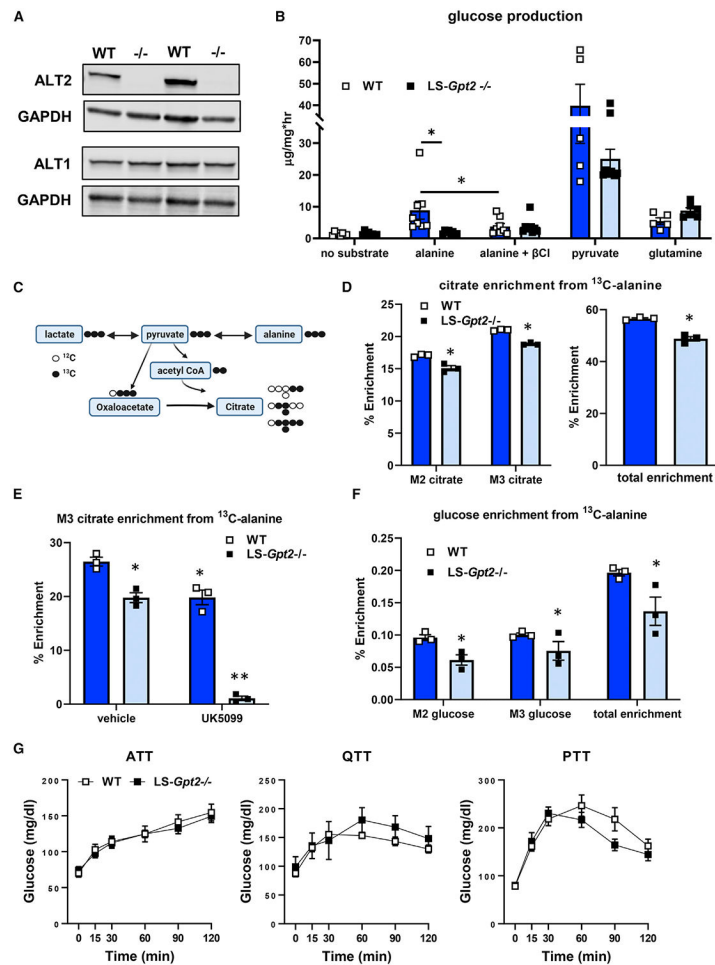 A
WT -/- WT -/-
ALT2
GAPDH
ALT1
GAPDH
B
glucose production
WT LS-Gpt2 -/-
µg/mg*hr
70
60
50
40
30
20
10
0
*
*
no substrate alanine alanine + βCl pyruvate glutamine
C
lactate pyruvate alanine
12C
13C
acetyl CoA
Oxaloacetate Citrate
D
citrate enrichment from 13C-alanine
WT
LS-Gpt2-/-
% Enrichment
25
20
15
10
5
0
* *
M2 citrate M3 citrate
% Enrichment
60
40
20
0
*
total enrichment
E
M3 citrate enrichment from 13C-alanine
WT
LS-Gpt2-/-
% Enrichment
30
20
10
0
* * **
vehicle UK5099
F
glucose enrichment from 13C-alanine
WT
LS-Gpt2-/-
% Enrichment
0.25
0.20
0.15
0.10
0.05
0.00
* * *
M2 glucose M3 glucose total enrichment
G
ATT
WT LS-Gpt2-/-
Glucose (mg/dl)
200
150
100
50
0
0 15 30 60 90 120
Time (min)
QTT
Glucose (mg/dl)
250
200
150
100
50
0
0 15 30 60 90 120
Time (min)
PTT
Glucose (mg/dl)
300
200
100
0
0 15 30 60 90 120
Time (min)